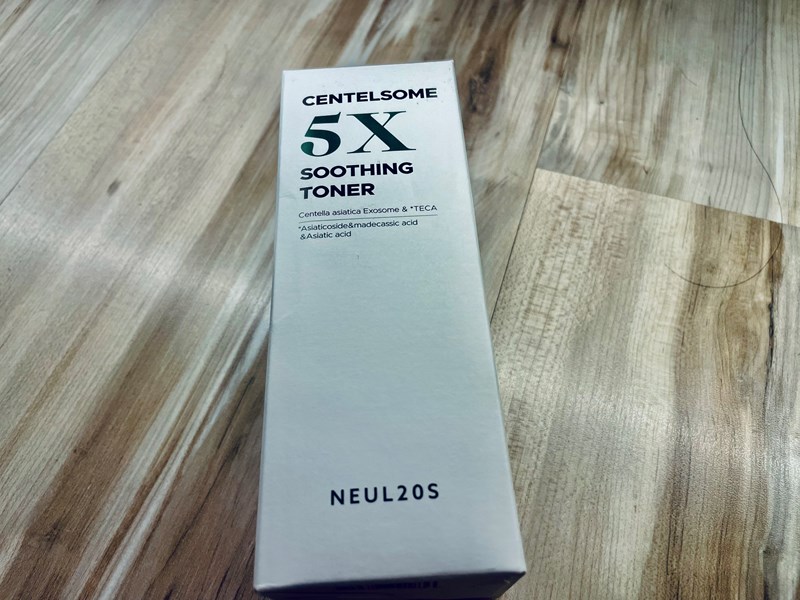 CENTELSOME
5X
SOOTHING
TONER
Centella asiatica Exosome & *TECA
*Asiaticoside&madecassic acid
&Asiatic acid
NEUL20S